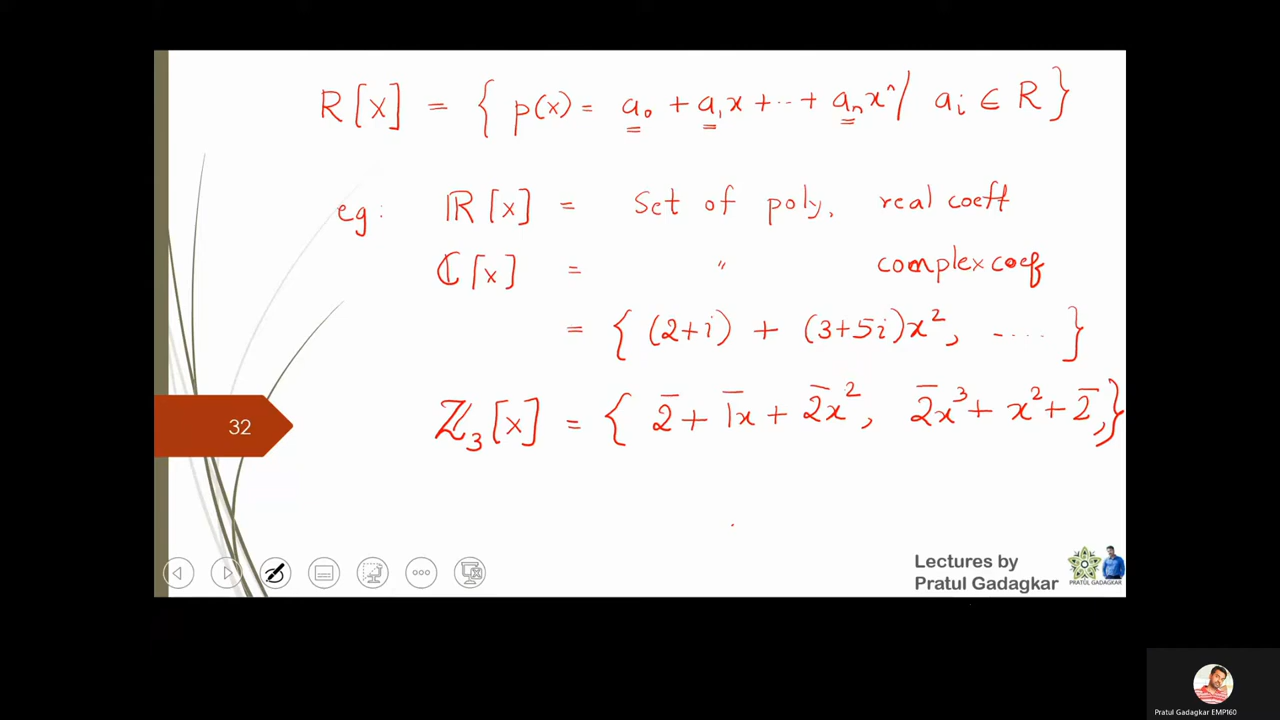 R[x] = { p(x) = a₀ + a₁x + ... + aₙxⁿ / aᵢ ∈ R }
eg: ℝ[x] = Set of poly, real coeff
ℂ[x] = " complex coef
= { (2+i) + (3+5i)x², ..... }
ℤ₃[x] = { 2̅ + 1̅x + 2̅x², 2̅x³ + x² + 2̅, }
32
Lectures by
Pratul Gadagkar
PRATUL GADAGKAR
Pratul Gadagkar EMP160